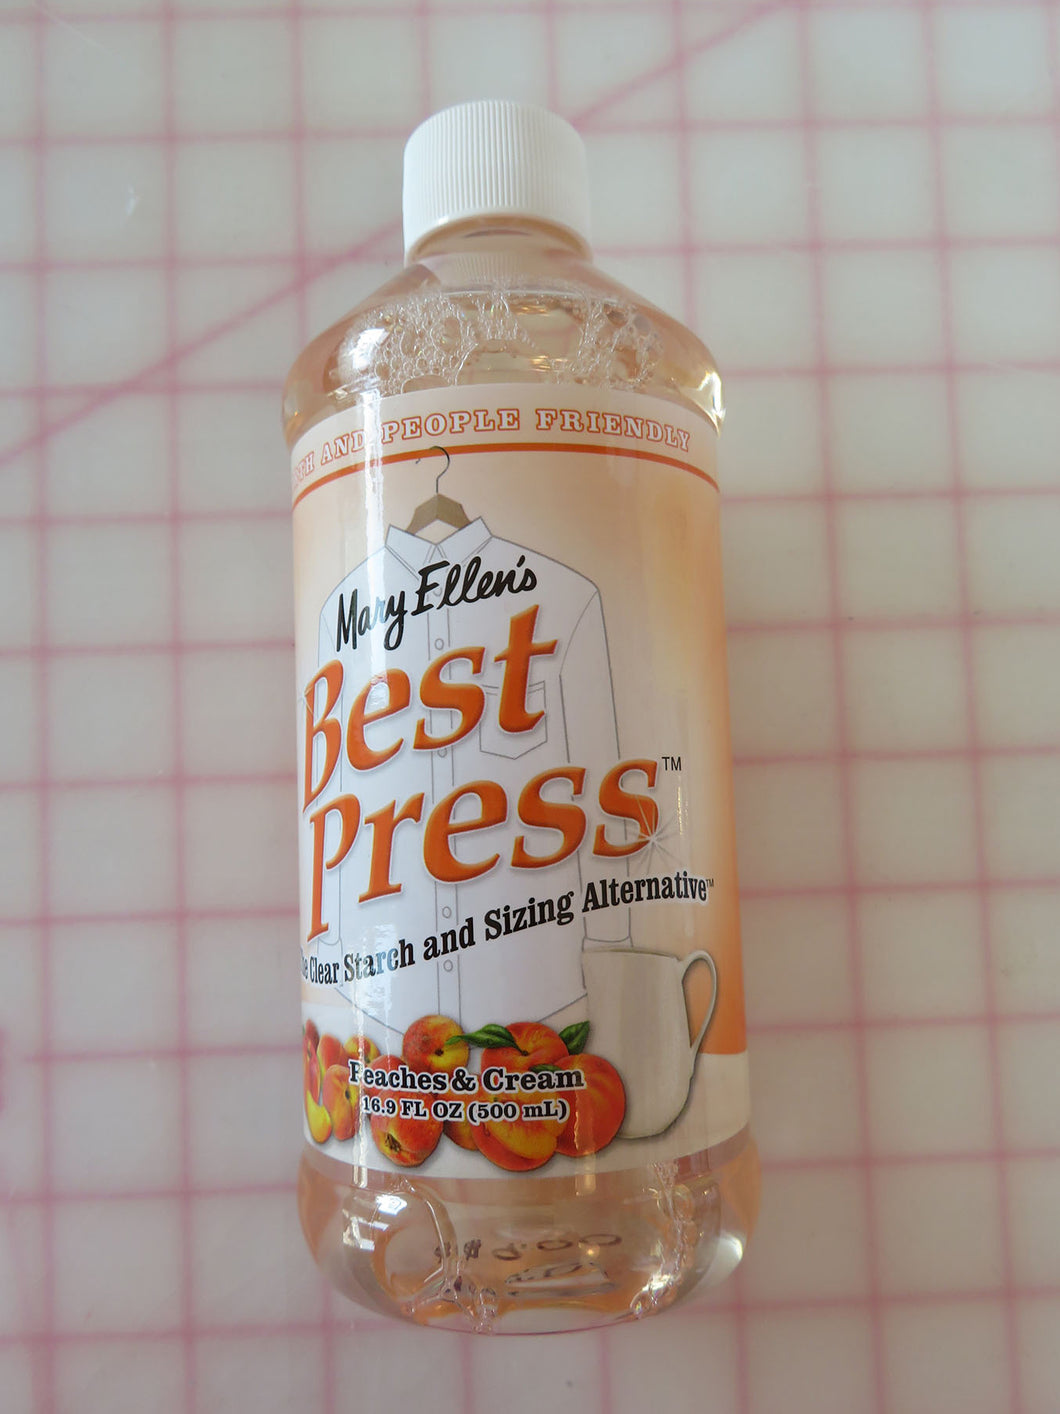 AND PEOPLE FRIENDLY
Mary Ellen's
Best
Press™
Clear Starch and Sizing Alternative™
Peaches & Cream
16.9 FL OZ (500 mL)